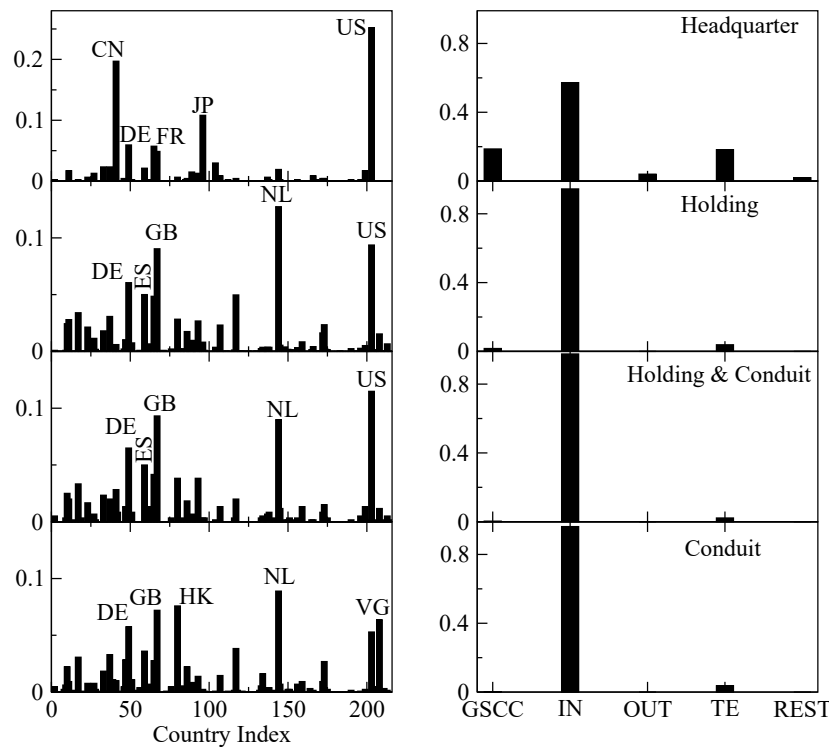 US
CN
JP
DE
FR
0.2
0.1
0
0.8
0.4
0
Headquarter
NL
US
GB
DE
ES
0.1
0
0.8
0.4
0
Holding
US
GB
NL
DE
ES
0.1
0
0.8
0.4
0
Holding & Conduit
NL
GB
HK
DE
VG
0.1
0
0.8
0.4
0
Conduit
0 50 100 150 200
Country Index
GSCC IN OUT TE REST